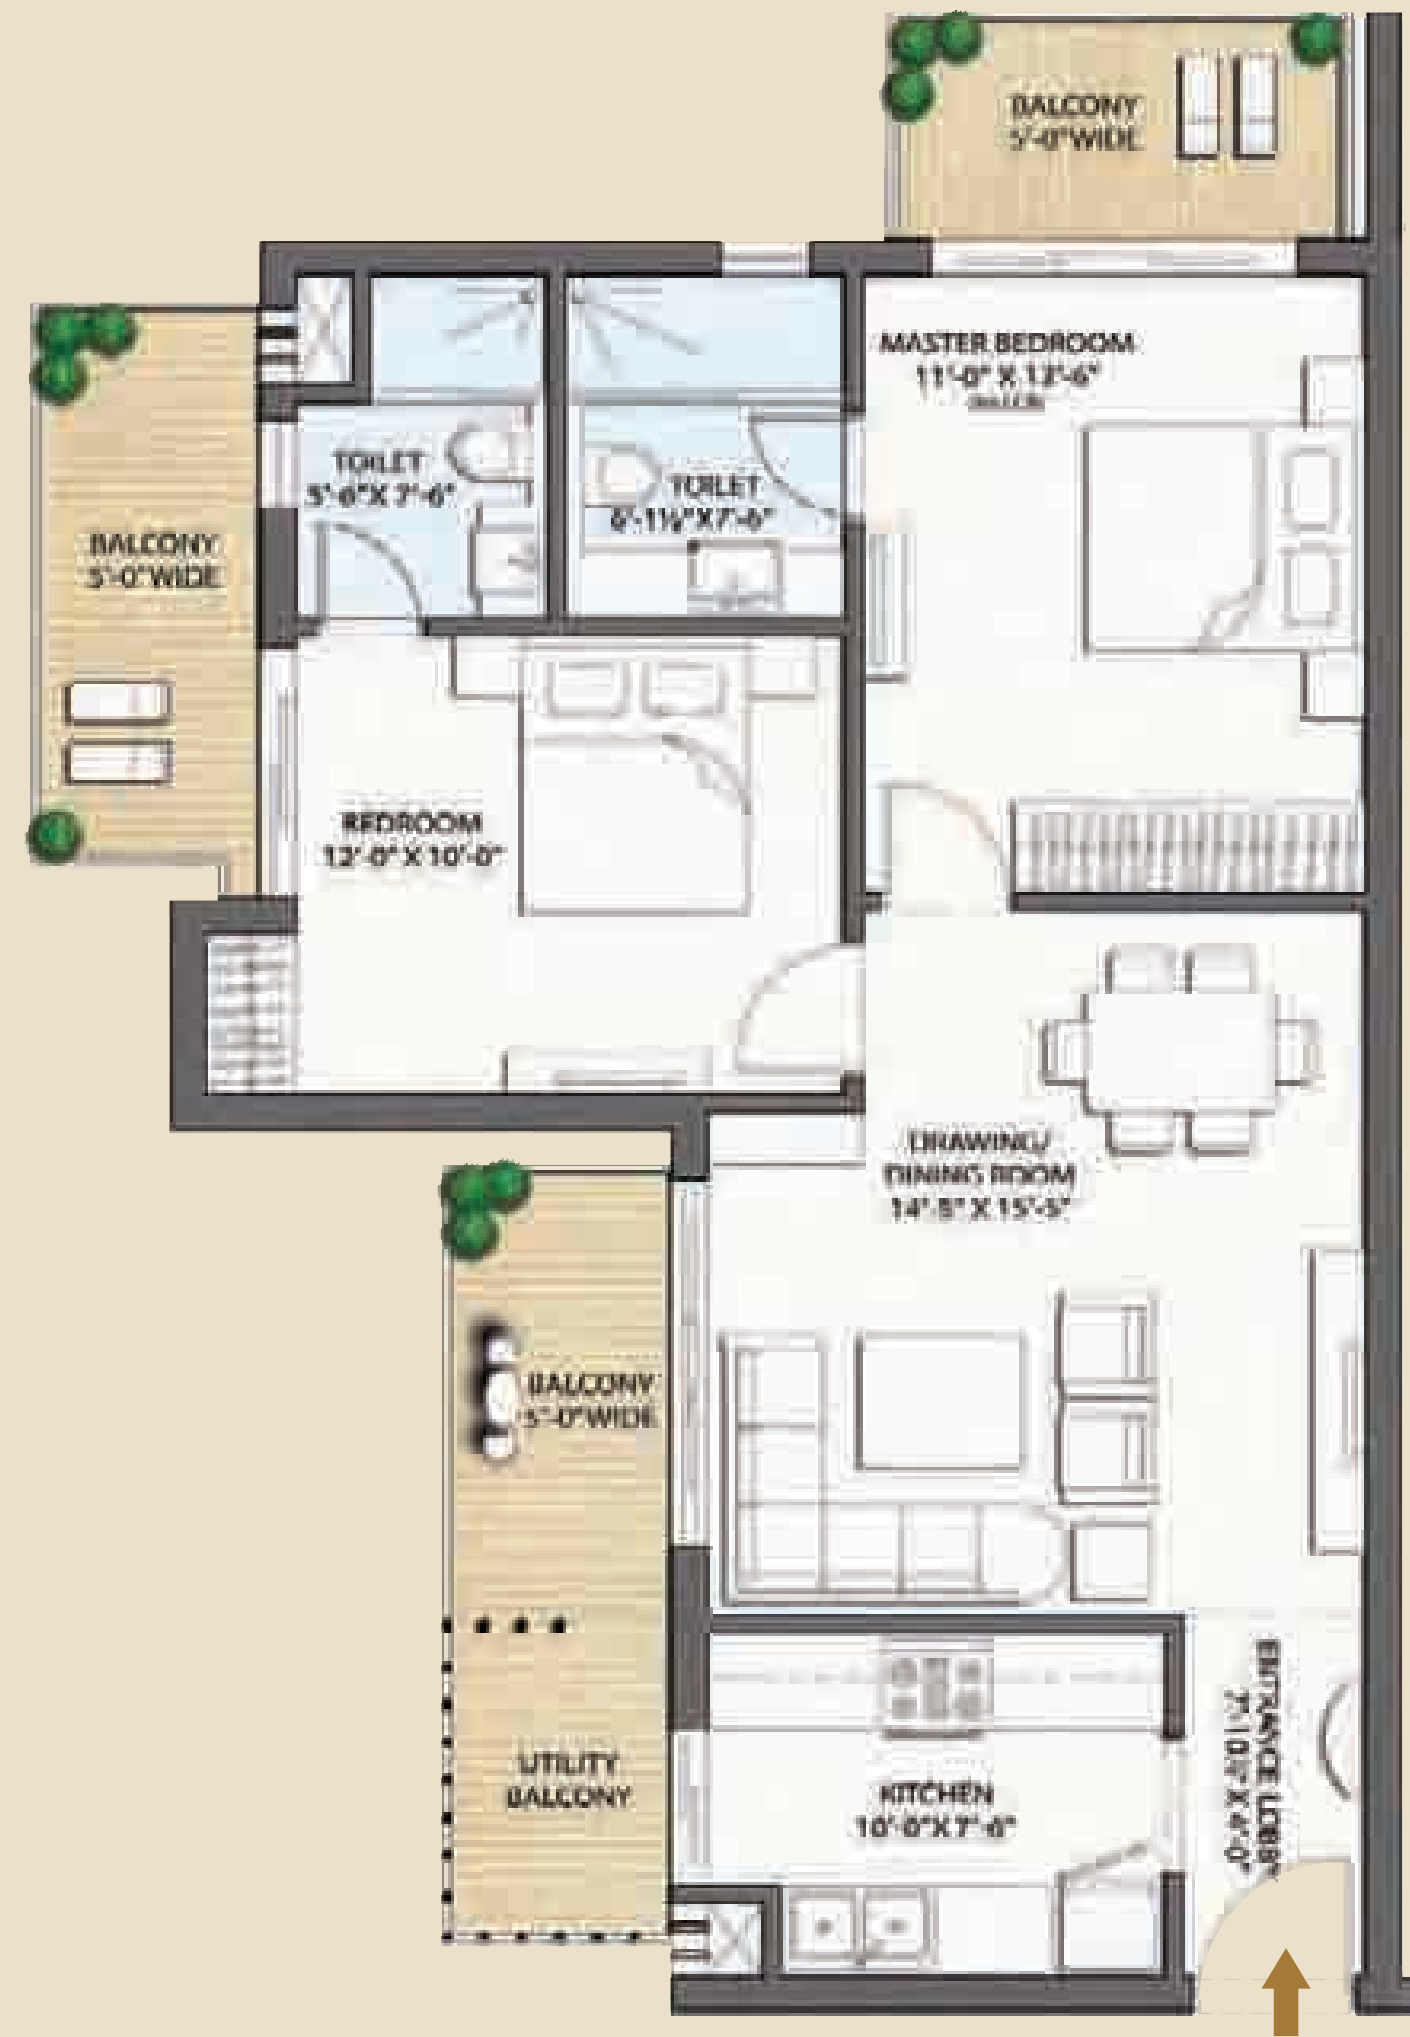 BALCONY
5'-0" WIDE
MASTER BEDROOM
11'-0" X 12'-6"
TOILET
5'-6" X 7'-6"
TOILET
6'-1½" X 7'-6"
BALCONY
5'-0" WIDE
BEDROOM
12'-0" X 10'-0"
DRAWING/
DINING ROOM
14'-8" X 15'-5"
BALCONY
5'-0" WIDE
UTILITY
BALCONY
KITCHEN
10'-0" X 7'-6"
ENTRANCE LOBBY